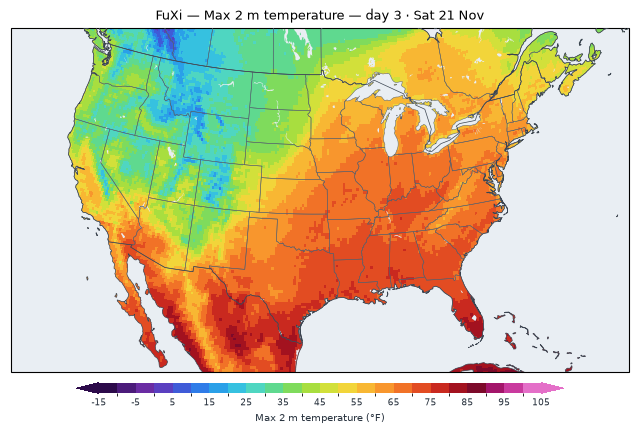 FuXi — Max 2 m temperature — day 3 · Sat 21 Nov
-15 -5 5 15 25 35 45 55 65 75 85 95 105
Max 2 m temperature (°F)